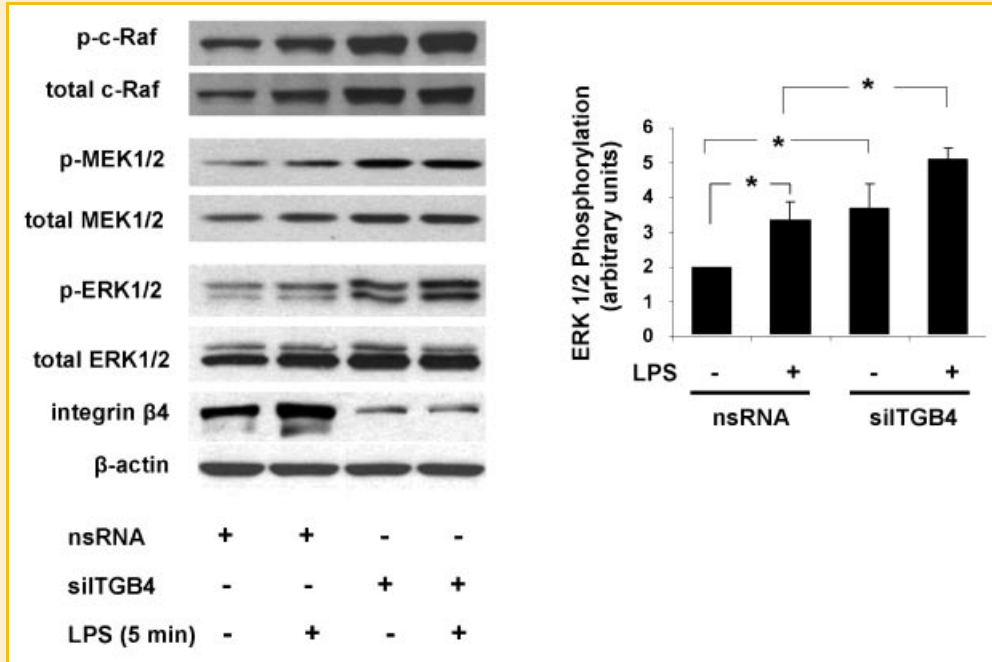 p-c-Raf
total c-Raf
p-MEK1/2
total MEK1/2
p-ERK1/2
total ERK1/2
integrin β4
β-actin
nsRNA + + - -
siITGB4 - - + +
LPS (5 min) - + - +
ERK 1/2 Phosphorylation
(arbitrary units)
*
*
*
6
5
4
3
2
1
0
LPS - + - +
nsRNA siITGB4